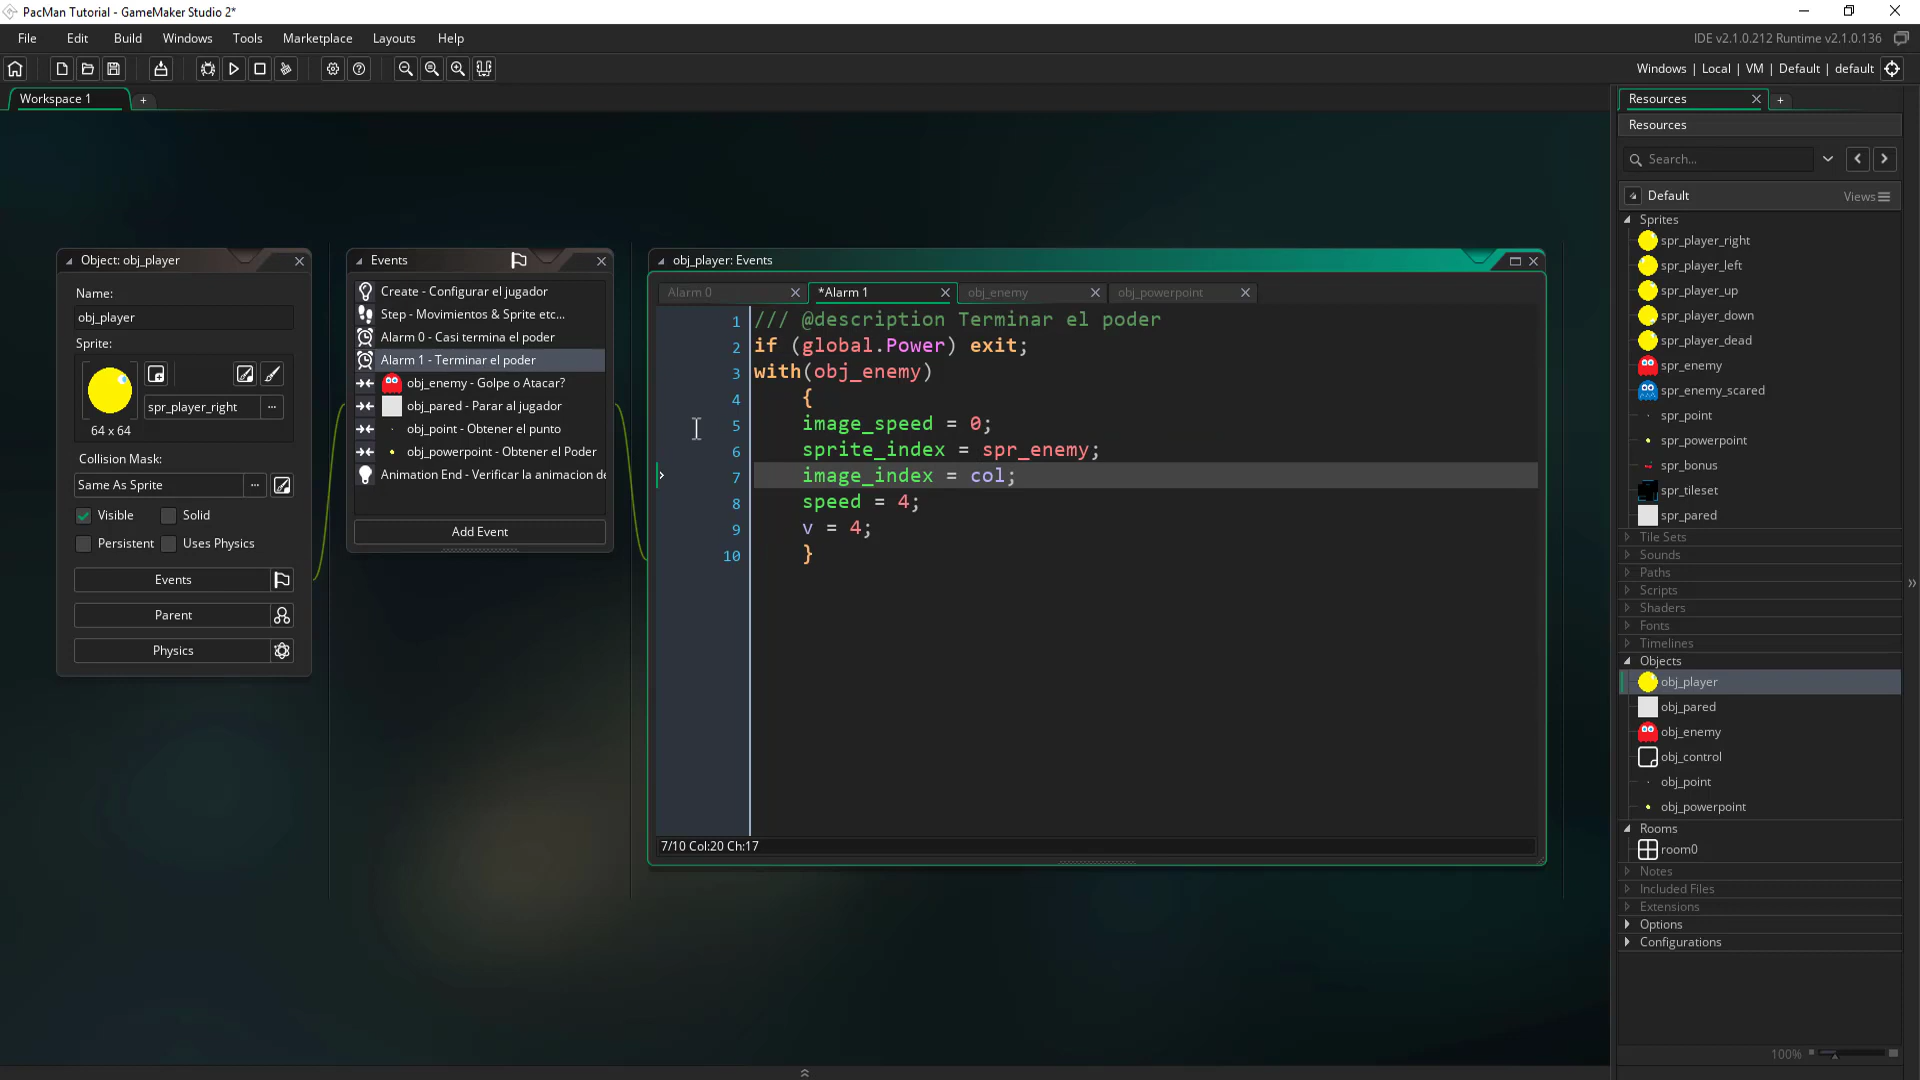 PacMan Tutorial - GameMaker Studio 2*
File Edit Build Windows Tools Marketplace Layouts Help
IDE v2.1.0.212 Runtime v2.1.0.136
Windows | Local | VM | Default | default
Workspace 1
+
Resources
+
Resources
Search...
Default
Views
Sprites
spr_player_right
spr_player_left
spr_player_up
spr_player_down
spr_player_dead
spr_enemy
spr_enemy_scared
spr_point
spr_powerpoint
spr_bonus
spr_tileset
spr_pared
Tile Sets
Sounds
Paths
Scripts
Shaders
Fonts
Timelines
Objects
obj_player
obj_pared
obj_enemy
obj_control
obj_point
obj_powerpoint
Rooms
room0
Notes
Included Files
Extensions
Options
Configurations
100%
Object: obj_player
Name:
obj_player
Sprite:
spr_player_right
...
64 x 64
Collision Mask:
Same As Sprite
...
Visible
Solid
Persistent
Uses Physics
Events
Parent
Physics
Events
Create - Configurar el jugador
Step - Movimientos & Sprite etc...
Alarm 0 - Casi termina el poder
Alarm 1 - Terminar el poder
obj_enemy - Golpe o Atacar?
obj_pared - Parar al jugador
obj_point - Obtener el punto
obj_powerpoint - Obtener el Poder
Animation End - Verificar la animacion de
Add Event
obj_player: Events
Alarm 0
*Alarm 1
obj_enemy
obj_powerpoint
1 /// @description Terminar el poder
2 if (global.Power) exit;
3 with(obj_enemy)
4 {
5 image_speed = 0;
6 sprite_index = spr_enemy;
7 image_index = col;
8 speed = 4;
9 v = 4;
10 }
7/10 Col:20 Ch:17